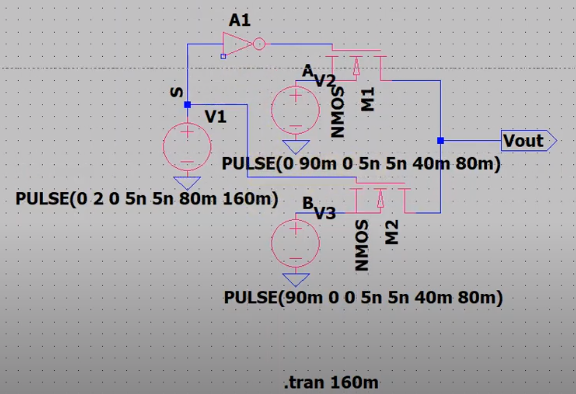 A1
S
A
V2
NMOS
M1
V1
Vout
PULSE(0 90m 0 5n 5n 40m 80m)
PULSE(0 2 0 5n 5n 80m 160m)
B
V3
NMOS
M2
PULSE(90m 0 0 5n 5n 40m 80m)
.tran 160m